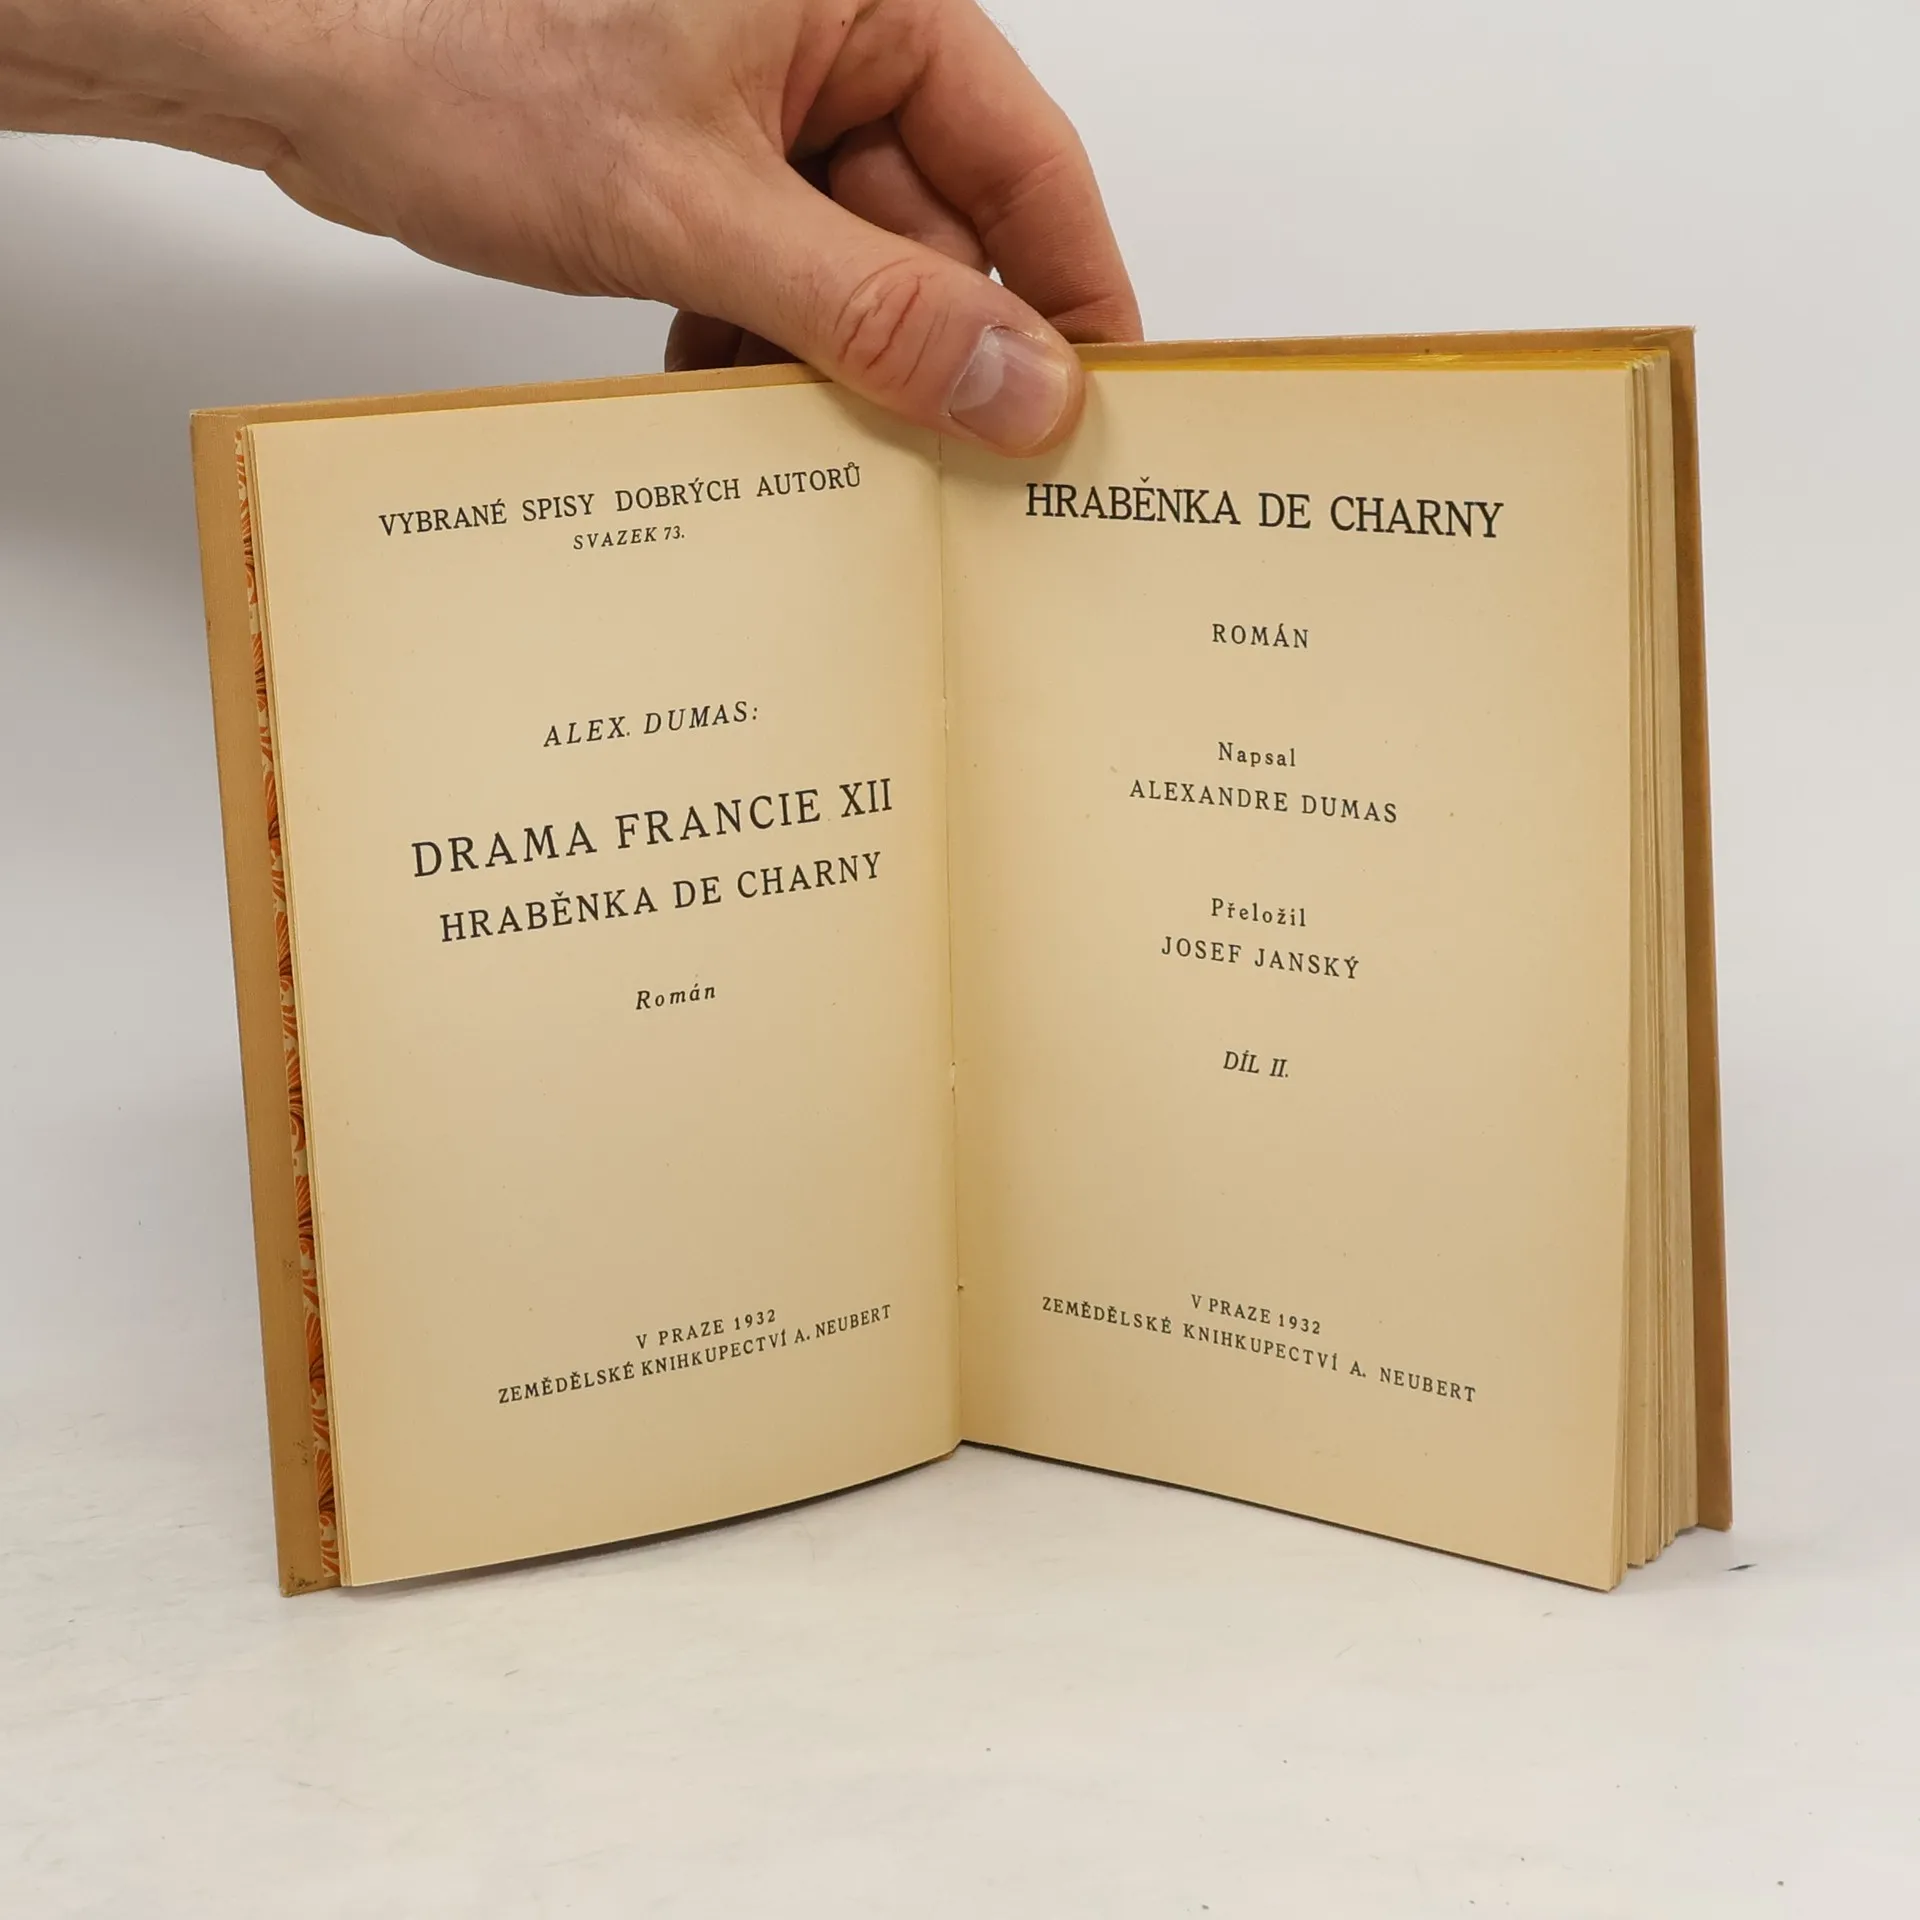 VYBRANÉ SPISY DOBRÝCH AUTORŮ
SVAZEK 73.
ALEX. DUMAS:
DRAMA FRANCIE XII
HRABĚNKA DE CHARNY
Román
V PRAZE 1932
ZEMĚDĚLSKÉ KNIHKUPECTVÍ A. NEUBERT
HRABĚNKA DE CHARNY
ROMÁN
Napsal
ALEXANDRE DUMAS
Přeložil
JOSEF JANSKÝ
DÍL II.
V PRAZE 1932
ZEMĚDĚLSKÉ KNIHKUPECTVÍ A. NEUBERT